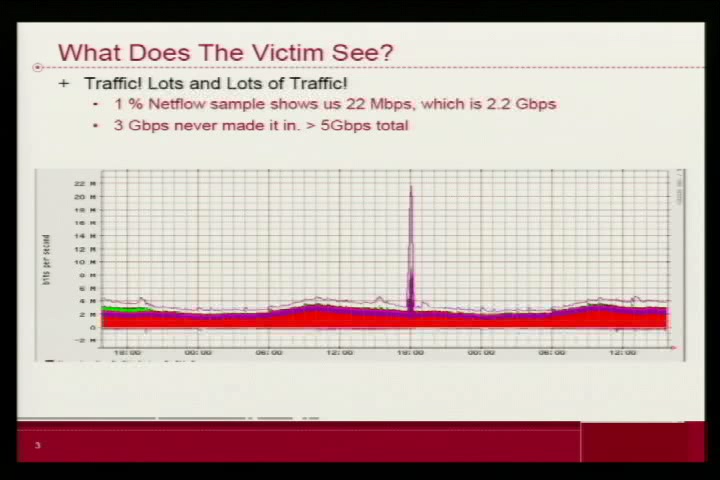 What Does The Victim See?
+ Traffic! Lots and Lots of Traffic!
• 1 % Netflow sample shows us 22 Mbps, which is 2.2 Gbps
• 3 Gbps never made it in. > 5Gbps total
bits per second
22 M
20 M
18 M
16 M
14 M
12 M
10 M
8 M
6 M
4 M
2 M
0
-2 M
18:00 00:00 06:00 12:00 18:00 00:00 06:00 12:00
3